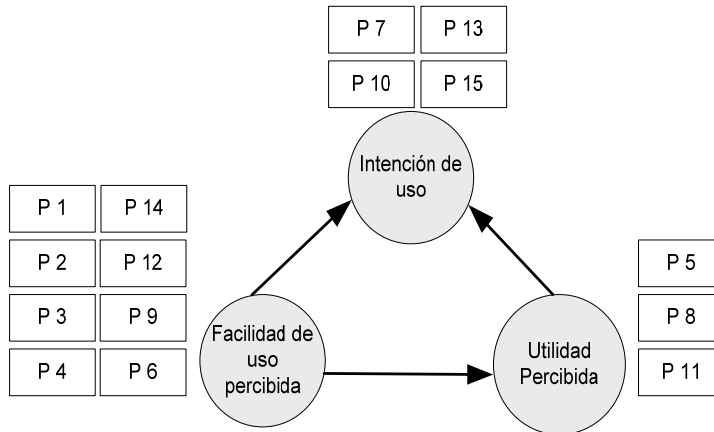 P 7 P 13
P 10 P 15
Intención de
uso
P 1 P 14
P 2 P 12
P 3 P 9
P 4 P 6
Facilidad de
uso
percibida
Utilidad
Percibida
P 5
P 8
P 11